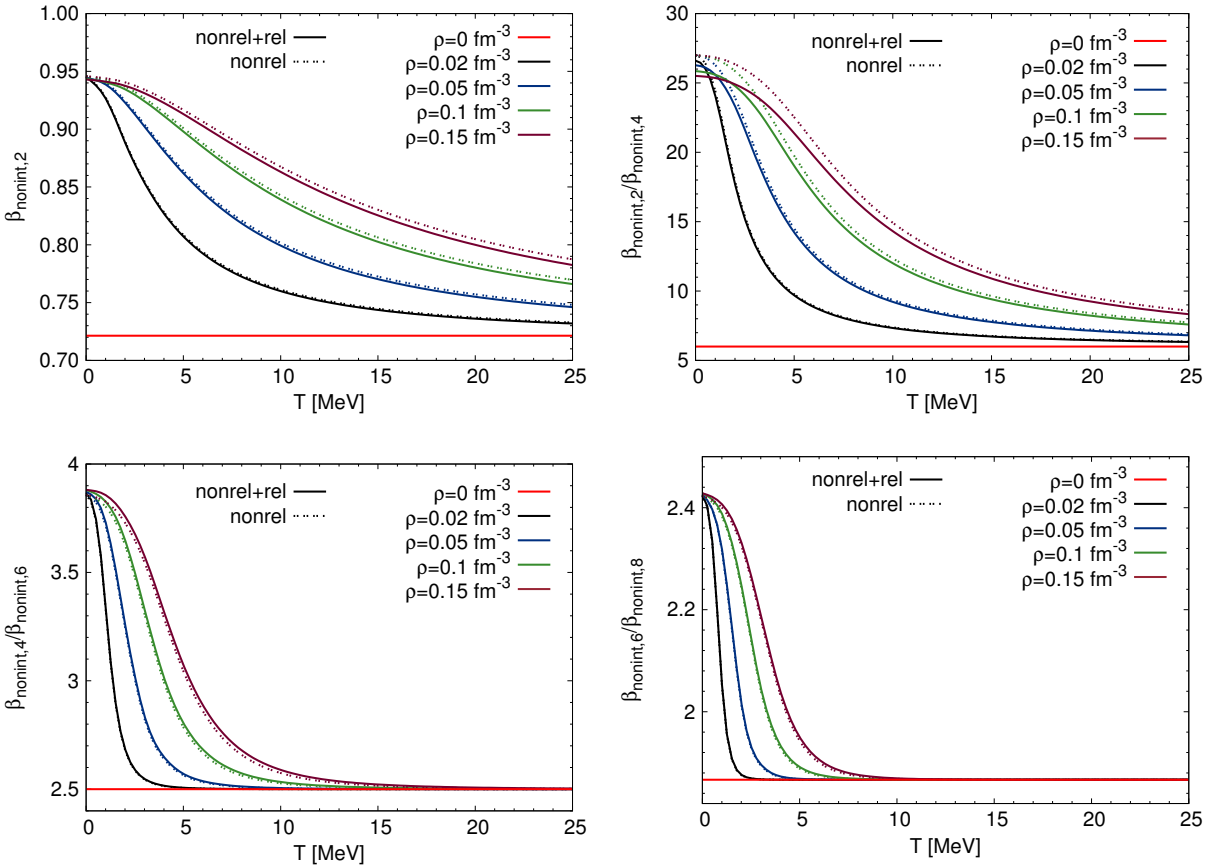 1.00
0.95
0.90
0.85
0.80
0.75
0.70
β_nonint,2
nonrel+rel
nonrel
ρ=0 fm⁻³
ρ=0.02 fm⁻³
ρ=0.05 fm⁻³
ρ=0.1 fm⁻³
ρ=0.15 fm⁻³
0 5 10 15 20 25
T [MeV]
30
25
20
15
10
5
β_nonint,2/β_nonint,4
nonrel+rel
nonrel
ρ=0 fm⁻³
ρ=0.02 fm⁻³
ρ=0.05 fm⁻³
ρ=0.1 fm⁻³
ρ=0.15 fm⁻³
0 5 10 15 20 25
T [MeV]
4
3.5
3
2.5
β_nonint,4/β_nonint,6
nonrel+rel
nonrel
ρ=0 fm⁻³
ρ=0.02 fm⁻³
ρ=0.05 fm⁻³
ρ=0.1 fm⁻³
ρ=0.15 fm⁻³
0 5 10 15 20 25
T [MeV]
2.4
2.2
2
β_nonint,6/β_nonint,8
nonrel+rel
nonrel
ρ=0 fm⁻³
ρ=0.02 fm⁻³
ρ=0.05 fm⁻³
ρ=0.1 fm⁻³
ρ=0.15 fm⁻³
0 5 10 15 20 25
T [MeV]